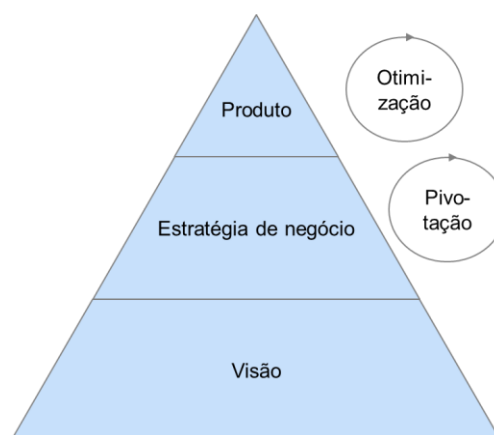 Otimi-
zação
Produto
Pivo-
tação
Estratégia de negócio
Visão